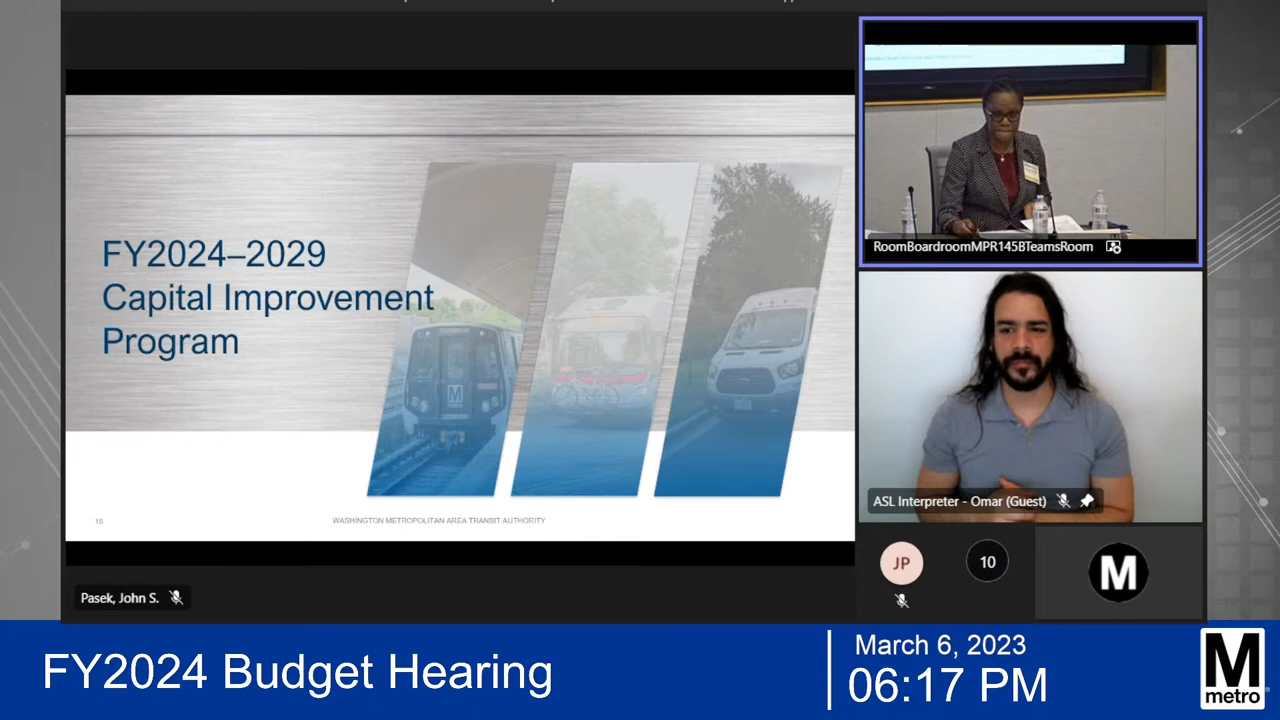 FY2024–2029
Capital Improvement
Program
M
15
WASHINGTON METROPOLITAN AREA TRANSIT AUTHORITY
Pasek, John S.
RoomBoardroomMPR145BTeamsRoom
ASL Interpreter - Omar (Guest)
JP
10
M
FY2024 Budget Hearing
March 6, 2023
06:17 PM
M
metro